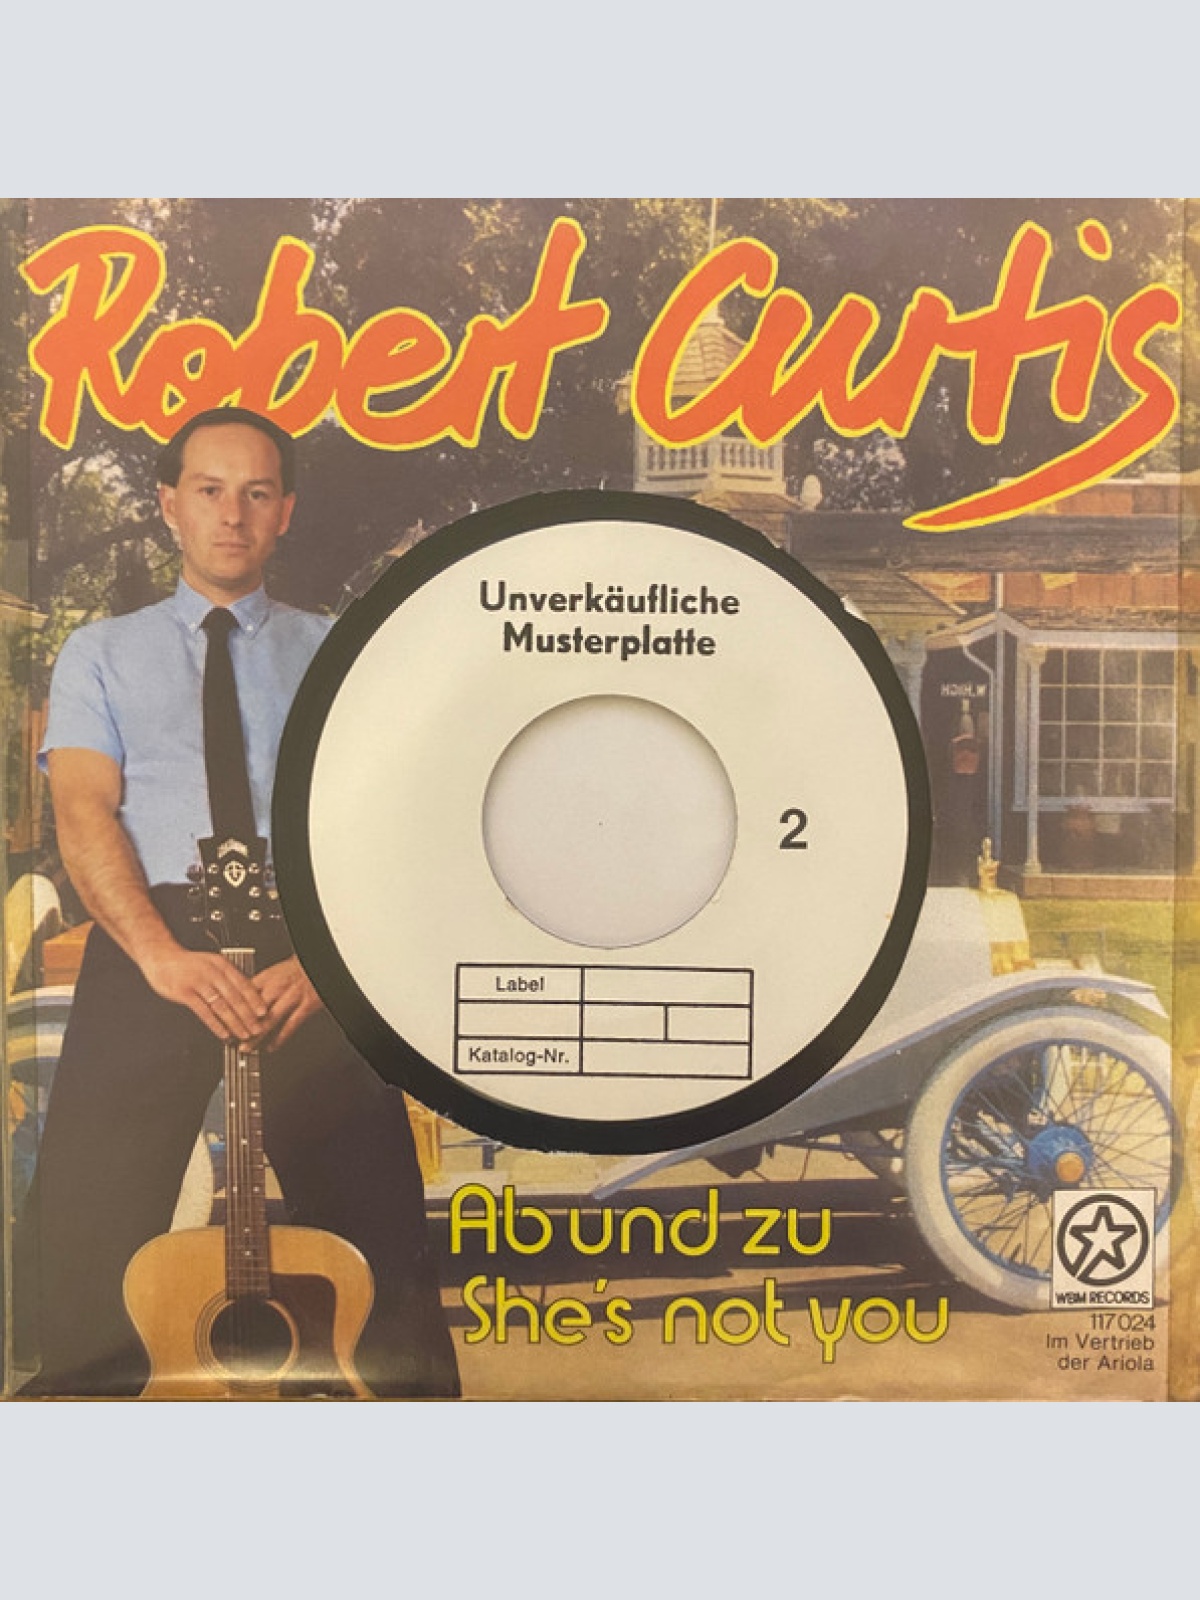 Robert Curtis
Unverkäufliche
Musterplatte
2
Label
Katalog-Nr.
Ab und zu
She's not you
WBM RECORDS
117 024
Im Vertrieb
der Ariola